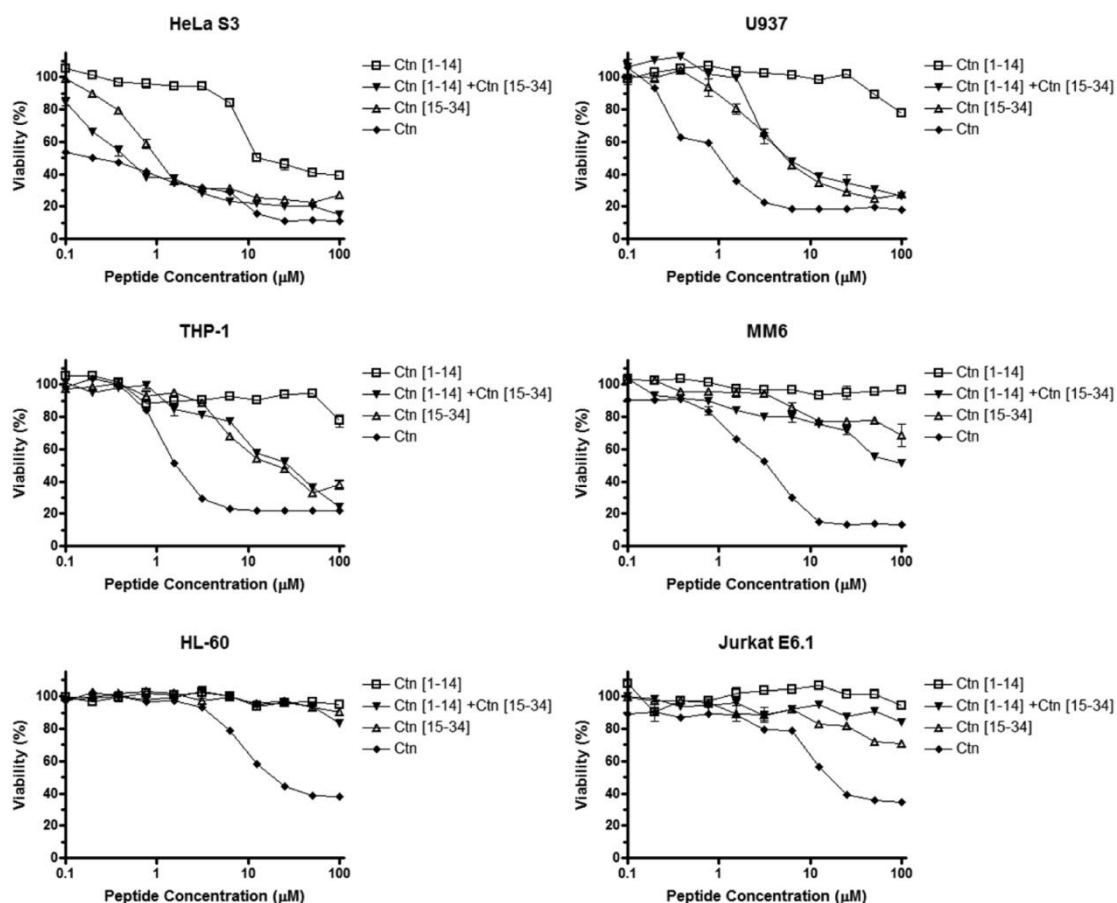 HeLa S3
Viability (%)
100
80
60
40
20
0
0.1 1 10 100
Peptide Concentration (µM)
Ctn [1-14]
Ctn [1-14] +Ctn [15-34]
Ctn [15-34]
Ctn
U937
Viability (%)
100
80
60
40
20
0
0.1 1 10 100
Peptide Concentration (µM)
Ctn [1-14]
Ctn [1-14] +Ctn [15-34]
Ctn [15-34]
Ctn
THP-1
Viability (%)
100
80
60
40
20
0
0.1 1 10 100
Peptide Concentration (µM)
Ctn [1-14]
Ctn [1-14] +Ctn [15-34]
Ctn [15-34]
Ctn
MM6
Viability (%)
100
80
60
40
20
0
0.1 1 10 100
Peptide Concentration (µM)
Ctn [1-14]
Ctn [1-14] +Ctn [15-34]
Ctn [15-34]
Ctn
HL-60
Viability (%)
100
80
60
40
20
0
0.1 1 10 100
Peptide Concentration (µM)
Ctn [1-14]
Ctn [1-14] +Ctn [15-34]
Ctn [15-34]
Ctn
Jurkat E6.1
Viability (%)
100
80
60
40
20
0
0.1 1 10 100
Peptide Concentration (µM)
Ctn [1-14]
Ctn [1-14] +Ctn [15-34]
Ctn [15-34]
Ctn